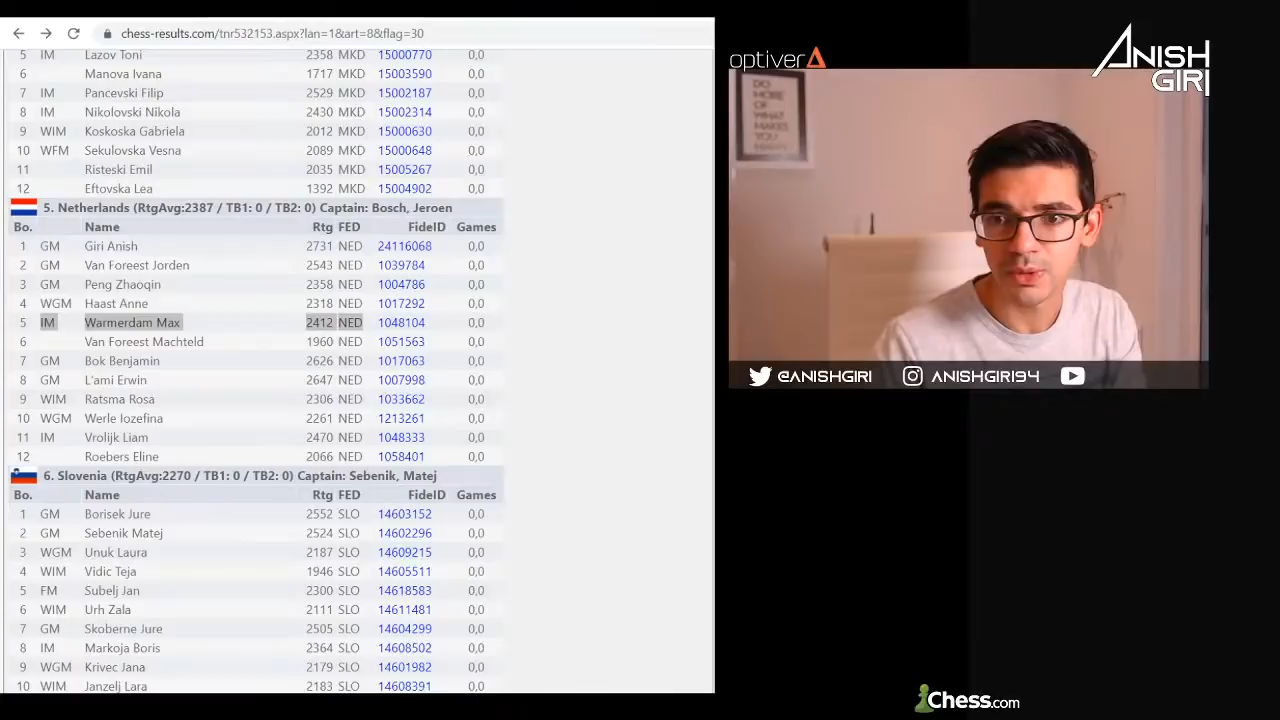 chess-results.com/tnr532153.aspx?lan=1&art=8&flag=30
5 IM Lazov Toni 2358 MKD 15000770 0,0
6 Manova Ivana 1717 MKD 15003590 0,0
7 IM Pancevski Filip 2529 MKD 15002187 0,0
8 IM Nikolovski Nikola 2430 MKD 15002314 0,0
9 WIM Koskoska Gabriela 2012 MKD 15000630 0,0
10 WFM Sekulovska Vesna 2089 MKD 15000648 0,0
11 Risteski Emil 2035 MKD 15005267 0,0
12 Eftovska Lea 1392 MKD 15004902 0,0
5. Netherlands (RtgAvg:2387 / TB1: 0 / TB2: 0) Captain: Bosch, Jeroen
Bo. Name Rtg FED FideID Games
1 GM Giri Anish 2731 NED 24116068 0,0
2 GM Van Foreest Jorden 2543 NED 1039784 0,0
3 GM Peng Zhaoqin 2358 NED 1004786 0,0
4 WGM Haast Anne 2318 NED 1017292 0,0
5 IM Warmerdam Max 2412 NED 1048104 0,0
6 Van Foreest Machteld 1960 NED 1051563 0,0
7 GM Bok Benjamin 2626 NED 1017063 0,0
8 GM L'ami Erwin 2647 NED 1007998 0,0
9 WIM Ratsma Rosa 2306 NED 1033662 0,0
10 WGM Werle Iozefina 2261 NED 1213261 0,0
11 IM Vrolijk Liam 2470 NED 1048333 0,0
12 Roebers Eline 2066 NED 1058401 0,0
6. Slovenia (RtgAvg:2270 / TB1: 0 / TB2: 0) Captain: Sebenik, Matej
Bo. Name Rtg FED FideID Games
1 GM Borisek Jure 2552 SLO 14603152 0,0
2 GM Sebenik Matej 2524 SLO 14602296 0,0
3 WGM Unuk Laura 2187 SLO 14609215 0,0
4 WIM Vidic Teja 1946 SLO 14605511 0,0
5 FM Subelj Jan 2300 SLO 14618583 0,0
6 WIM Urh Zala 2111 SLO 14611481 0,0
7 GM Skoberne Jure 2505 SLO 14604299 0,0
8 IM Markoja Boris 2364 SLO 14608502 0,0
9 WGM Krivec Jana 2179 SLO 14601982 0,0
10 WIM Janzelj Lara 2183 SLO 14608391 0,0
optiver
ANISH
GIRI
DO
MORE
OF
WHAT
MAKES
YOU
@ANISHGIRI ANISHGIRI94
Chess.com